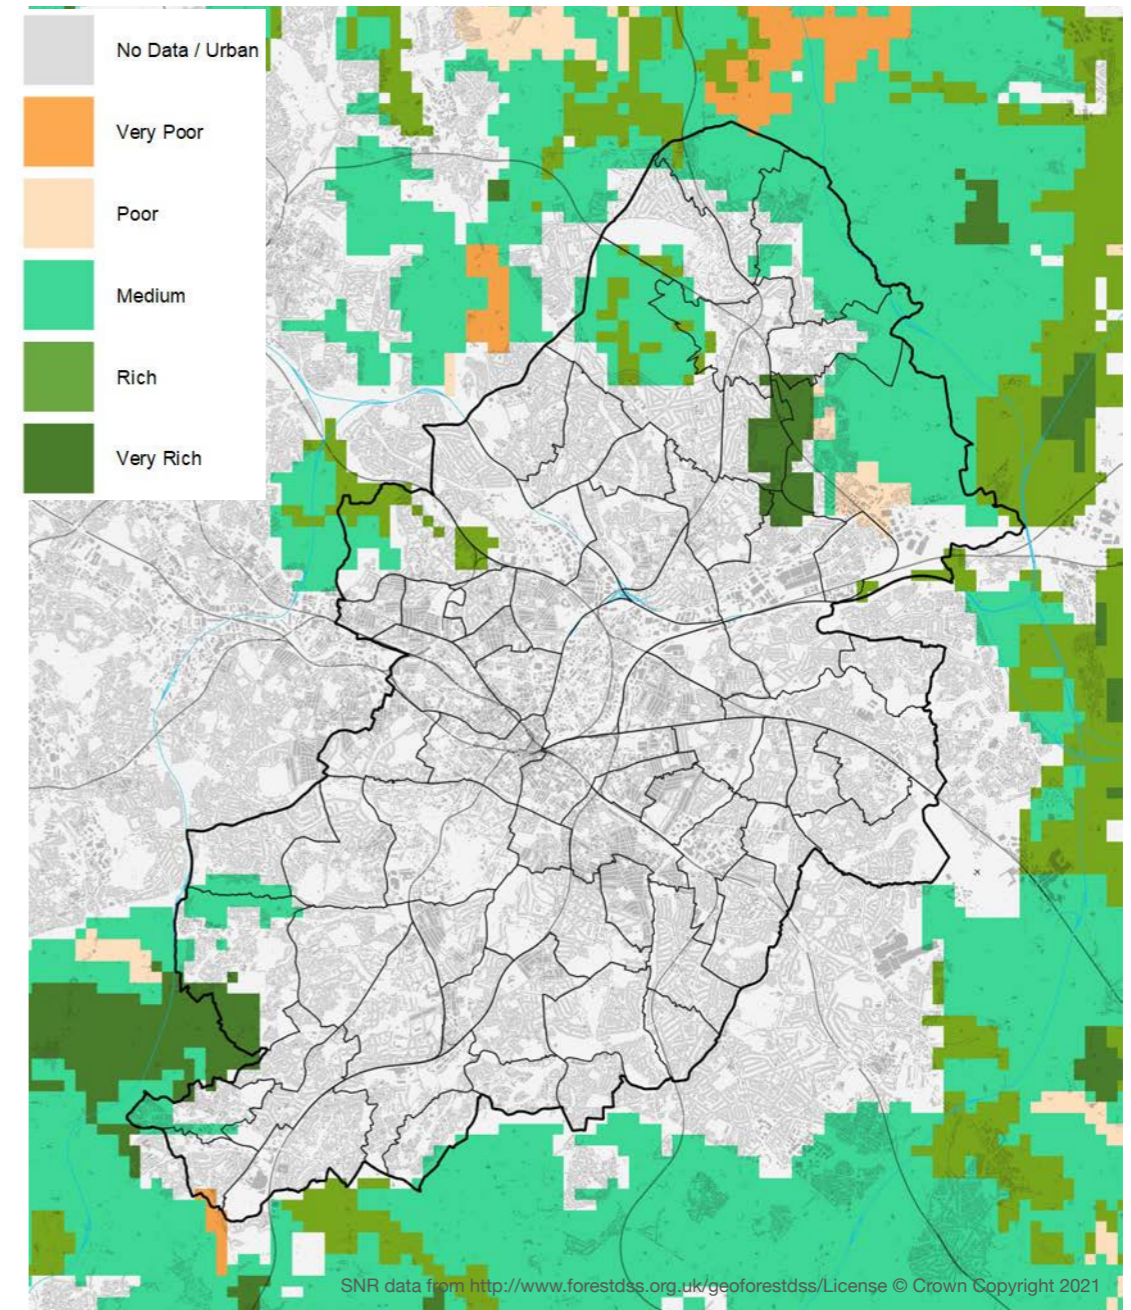 No Data / Urban
Very Poor
Poor
Medium
Rich
Very Rich
SNR data from http://www.forestdss.org.uk/geoforestdss/License © Crown Copyright 2021